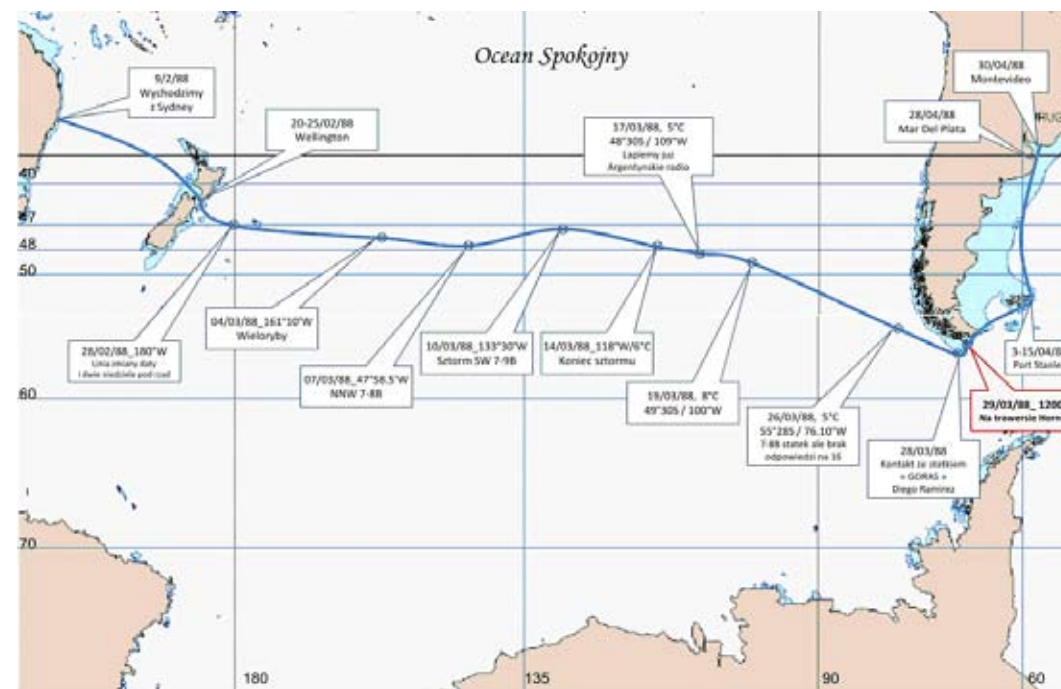 Ocean Spokojny
9/2/88
Wychodzimy
z Sydney
20-25/02/88
Wellington
17/03/88, 5°C
48°30S / 109°W
Łapiemy już
Argentyńskie radio
30/04/88
Montevideo
28/04/88
Mar Del Plata
RUG
40
47
48
50
60
70
28/02/88_180°W
Linia zmiany daty
i dwie niedziele pod rząd
04/03/88_161°10"W
Wieloryby
07/03/88_47°58.5'W
NNW 7-8B
10/03/88_133°30"W
Sztorm SW 7-9B
14/03/88_118°W/6°C
Koniec sztormu
19/03/88, 8°C
49°30S / 100°W
26/03/88, 5°C
55°28S / 76.10°W
7-8B statek ale brak
odpowiedzi na 16
28/03/88
Kontakt ze statkiem
« GORAS »
Diego Ramirez
3-15/04/8
Port Stanle
29/03/88_ 1200
Na trawersie Horn
180
135
90
60